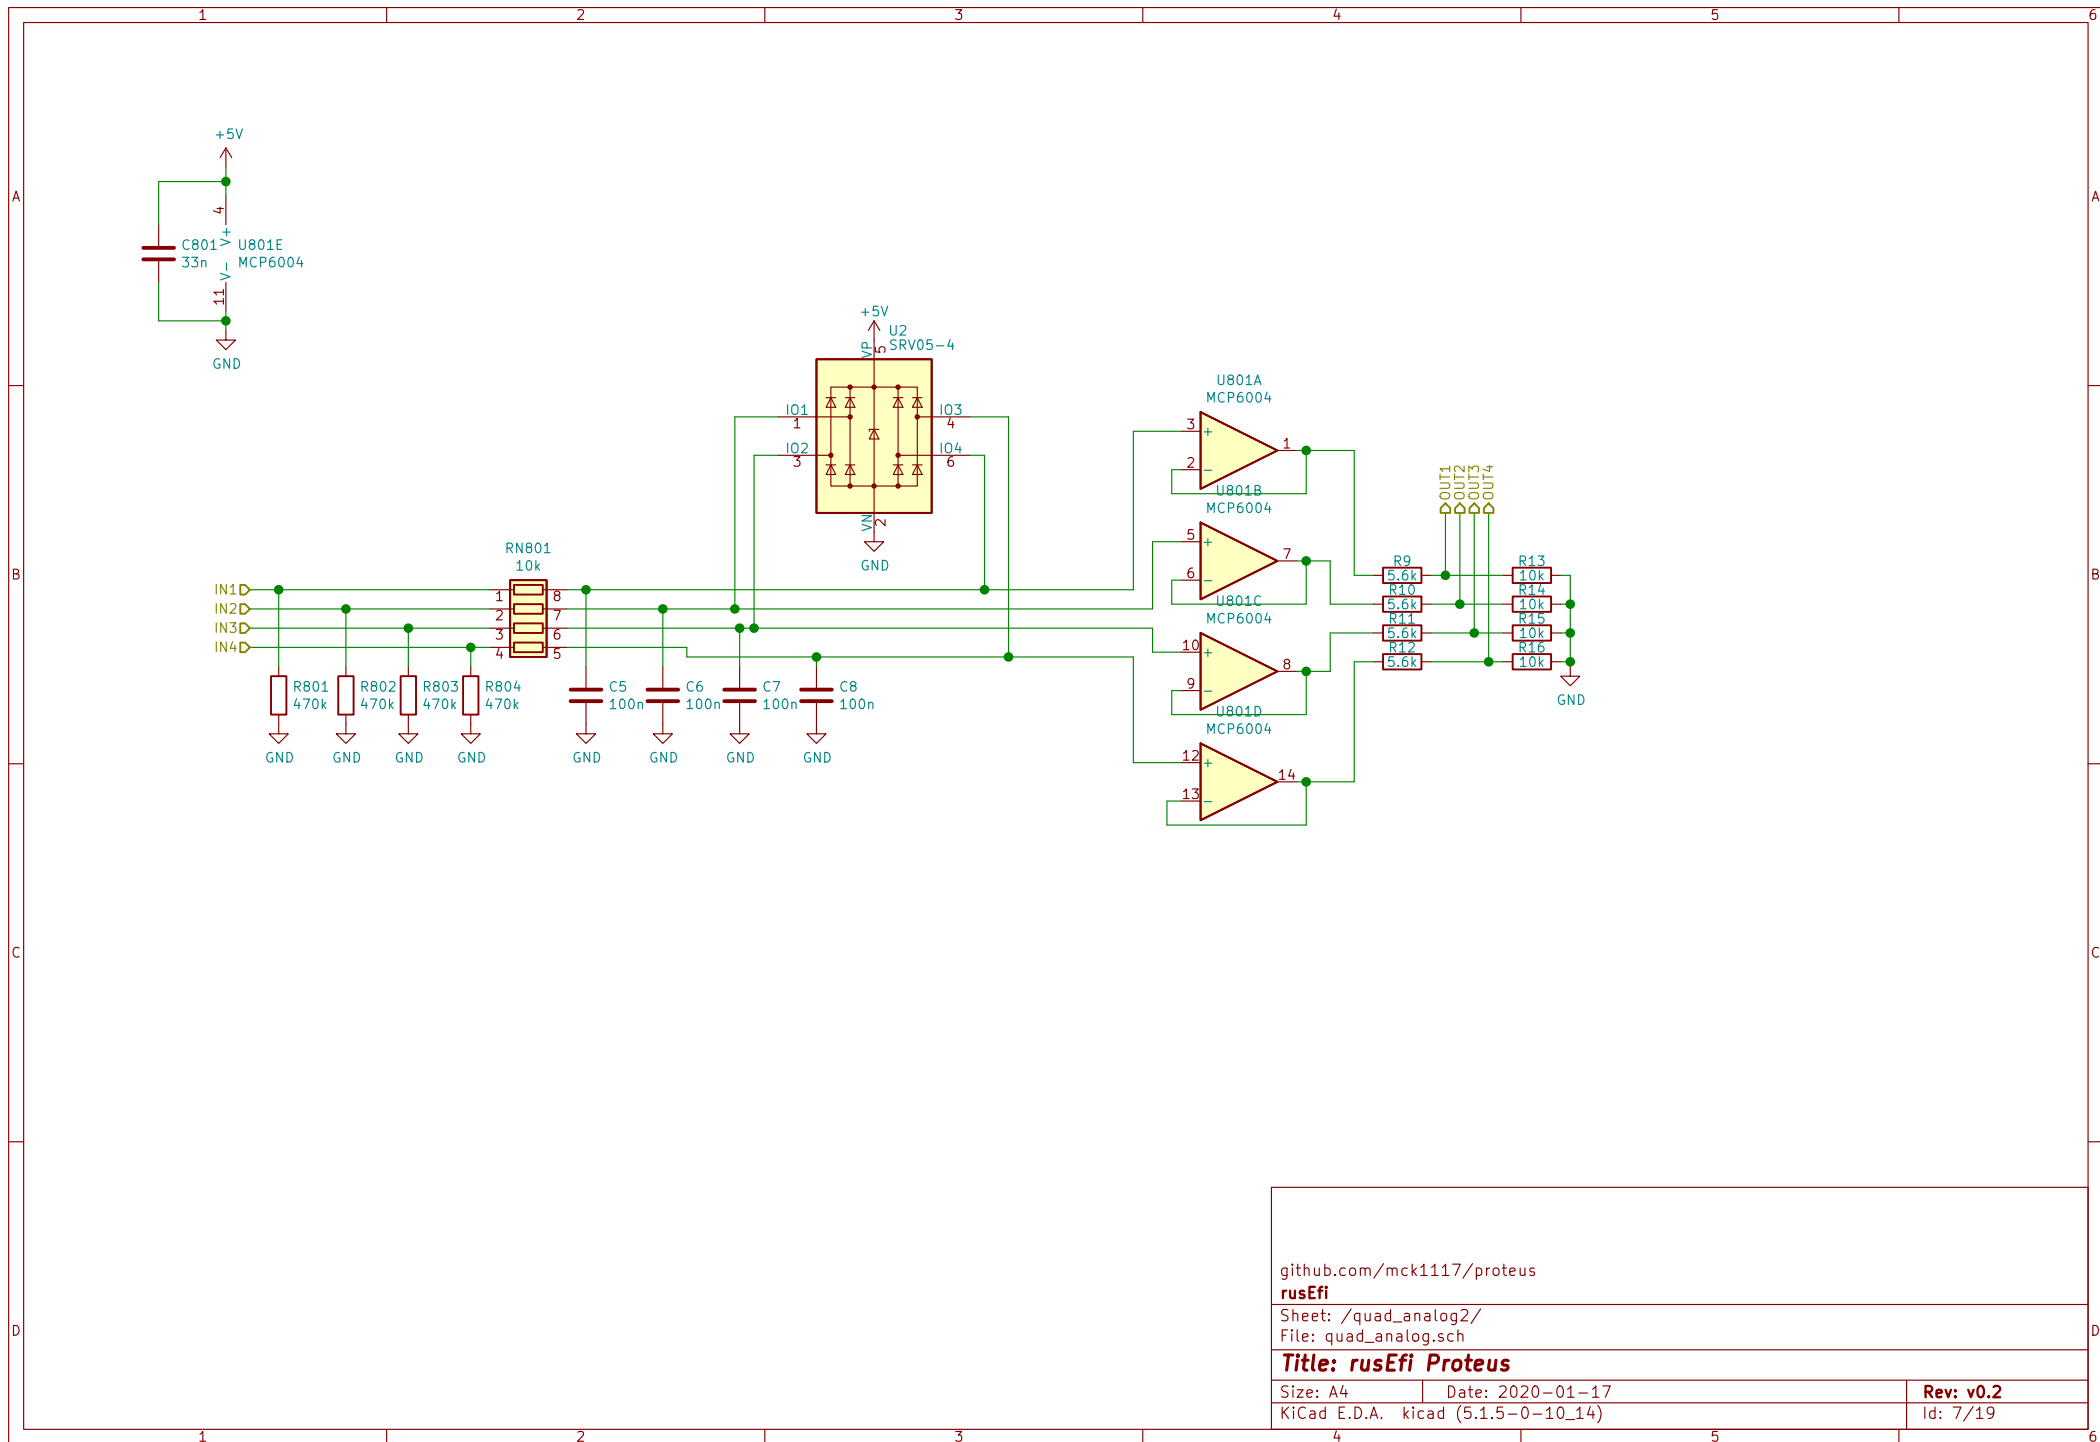 1 2 3 4 5 6
A A
B B
C C
D D
+5V
4
V+
C801
33n
U801E
MCP6004
V-
11
GND
+5V
U2
SRV05-4
VP
5
IO1
1
IO2
3
IO3
4
IO4
6
VN
2
GND
RN801
10k
IN1
IN2
IN3
IN4
1 8
2 7
3 6
4 5
R801
470k
R802
470k
R803
470k
R804
470k
C5
100n
C6
100n
C7
100n
C8
100n
GND GND GND GND GND GND GND GND
U801A
MCP6004
3
+
2
-
1
U801B
MCP6004
5
+
6
-
7
U801C
MCP6004
10
+
9
-
8
U801D
MCP6004
12
+
13
-
14
OUT1
OUT2
OUT3
OUT4
R9
5.6k
R10
5.6k
R11
5.6k
R12
5.6k
R13
10k
R14
10k
R15
10k
R16
10k
GND
github.com/mck1117/proteus
rusEfi
Sheet: /quad_analog2/
File: quad_analog.sch
Title: rusEfi Proteus
Size: A4 Date: 2020-01-17 Rev: v0.2
KiCad E.D.A. kicad (5.1.5-0-10_14) Id: 7/19
1 2 3 4 5 6